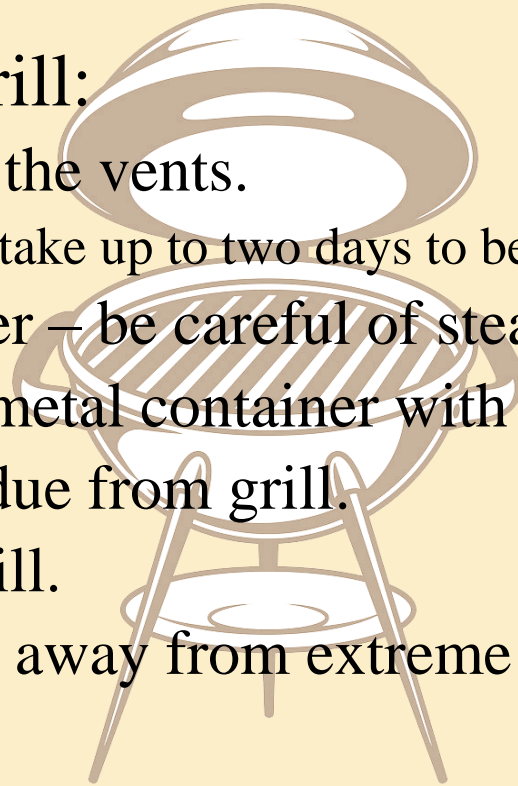 rill:
the vents.
take up to two days to be
er – be careful of stea
metal container with
due from grill.
ill.
away from extreme